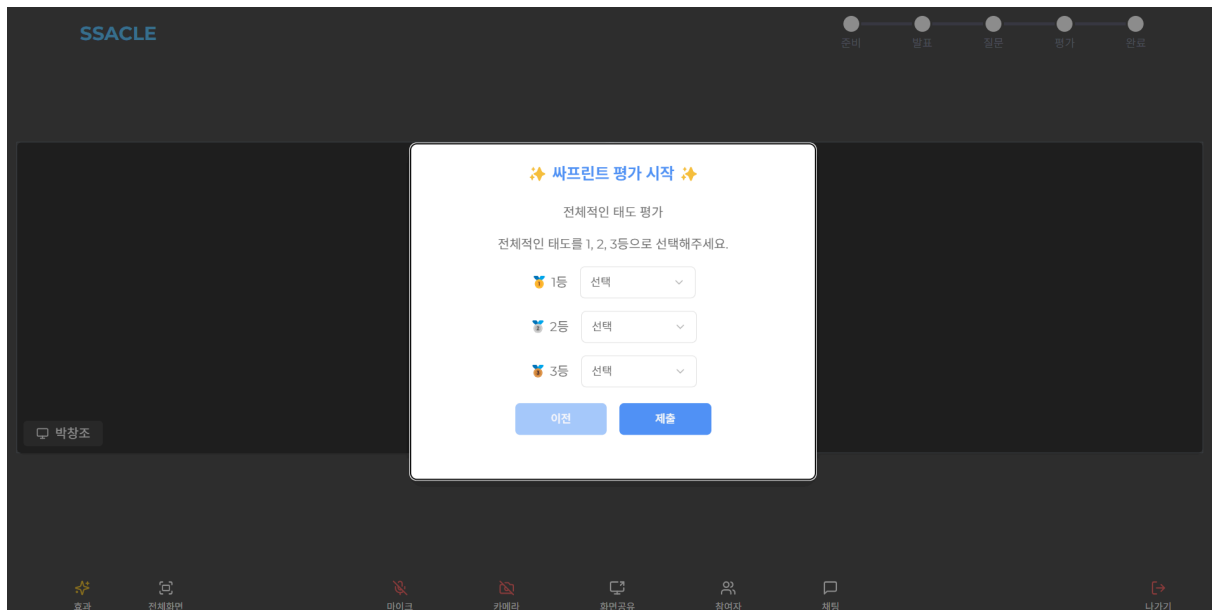 SSACLE
준비 발표 질문 평가 완료
✨ 싸프린트 평가 시작 ✨
전체적인 태도 평가
전체적인 태도를 1, 2, 3등으로 선택해주세요.
🥇 1등 선택
🥈 2등 선택
🥉 3등 선택
이전 제출
박창조
효과 전체화면 마이크 카메라 화면공유 참여자 채팅 나가기